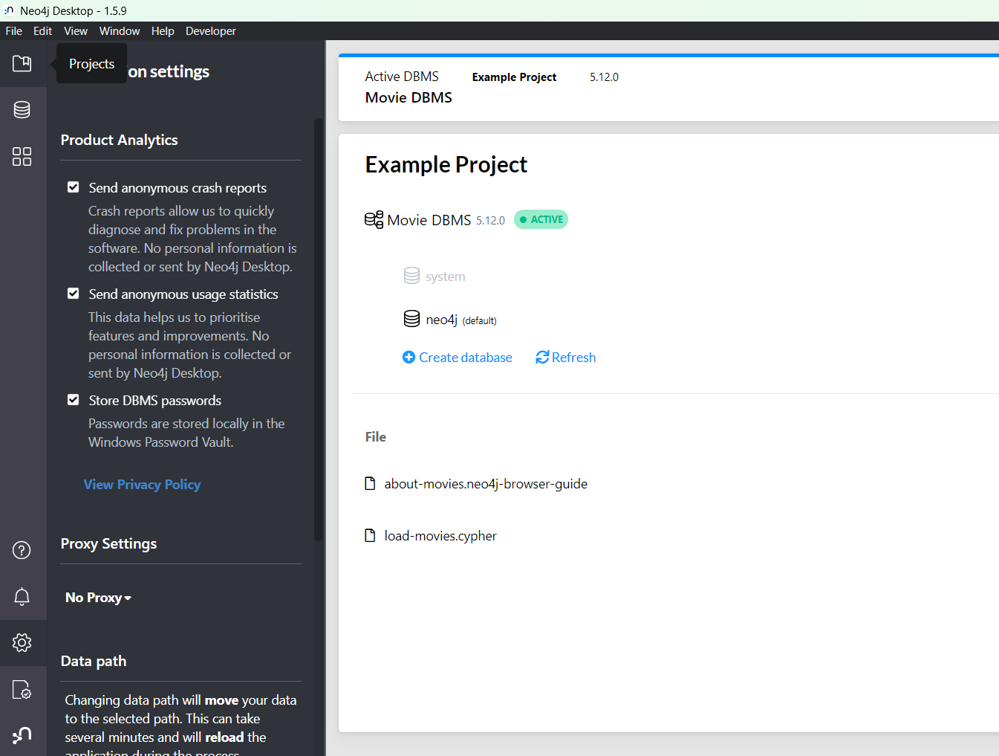 Neo4j Desktop - 1.5.9
File Edit View Window Help Developer
Projects
on settings
Product Analytics
Send anonymous crash reports
Crash reports allow us to quickly
diagnose and fix problems in the
software. No personal information is
collected or sent by Neo4j Desktop.
Send anonymous usage statistics
This data helps us to prioritise
features and improvements. No
personal information is collected or
sent by Neo4j Desktop.
Store DBMS passwords
Passwords are stored locally in the
Windows Password Vault.
View Privacy Policy
Proxy Settings
No Proxy
Data path
Changing data path will move your data
to the selected path. This can take
several minutes and will reload the
application during the process.
Active DBMS Example Project 5.12.0
Movie DBMS
Example Project
Movie DBMS 5.12.0 ACTIVE
system
neo4j (default)
Create database Refresh
File
about-movies.neo4j-browser-guide
load-movies.cypher